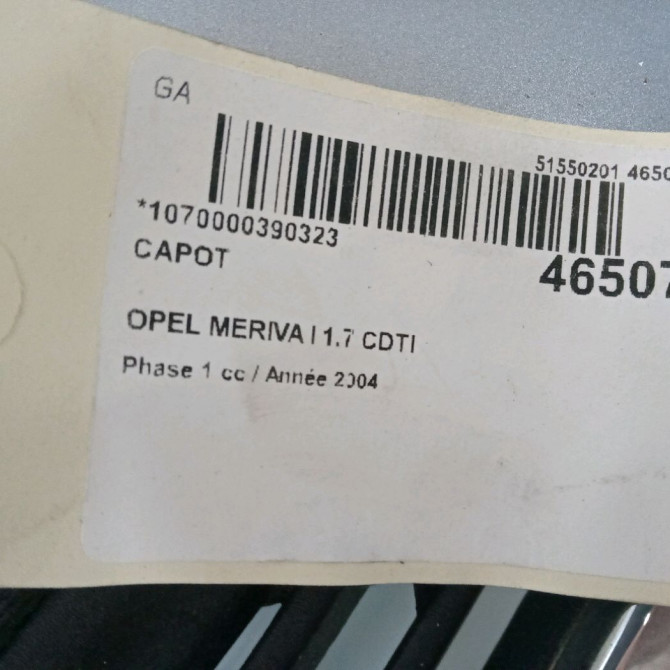 GA
51550201 4650
*1070000390323
CAPOT
46507
OPEL MERIVA I 1.7 CDTI
Phase 1 cc / Année 2004